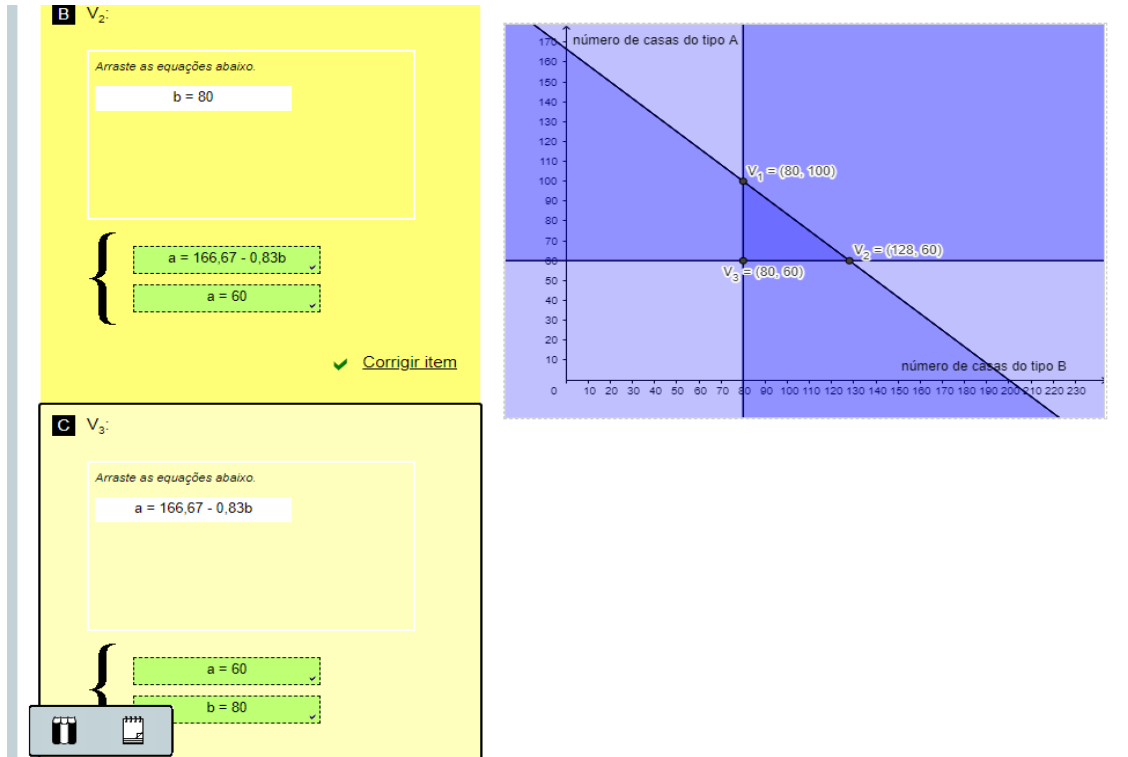 B V2:
Arraste as equações abaixo.
b = 80
a = 166,67 - 0,83b
a = 60
Corrigir item
C V3:
Arraste as equações abaixo.
a = 166,67 - 0,83b
a = 60
b = 80
número de casas do tipo A
170
160
150
140
130
120
110
100
90
80
70
60
50
40
30
20
10
V1 = (80, 100)
V2 = (128, 60)
V3 = (80, 60)
número de casas do tipo B
0 10 20 30 40 50 60 70 80 90 100 110 120 130 140 150 160 170 180 190 200 210 220 230